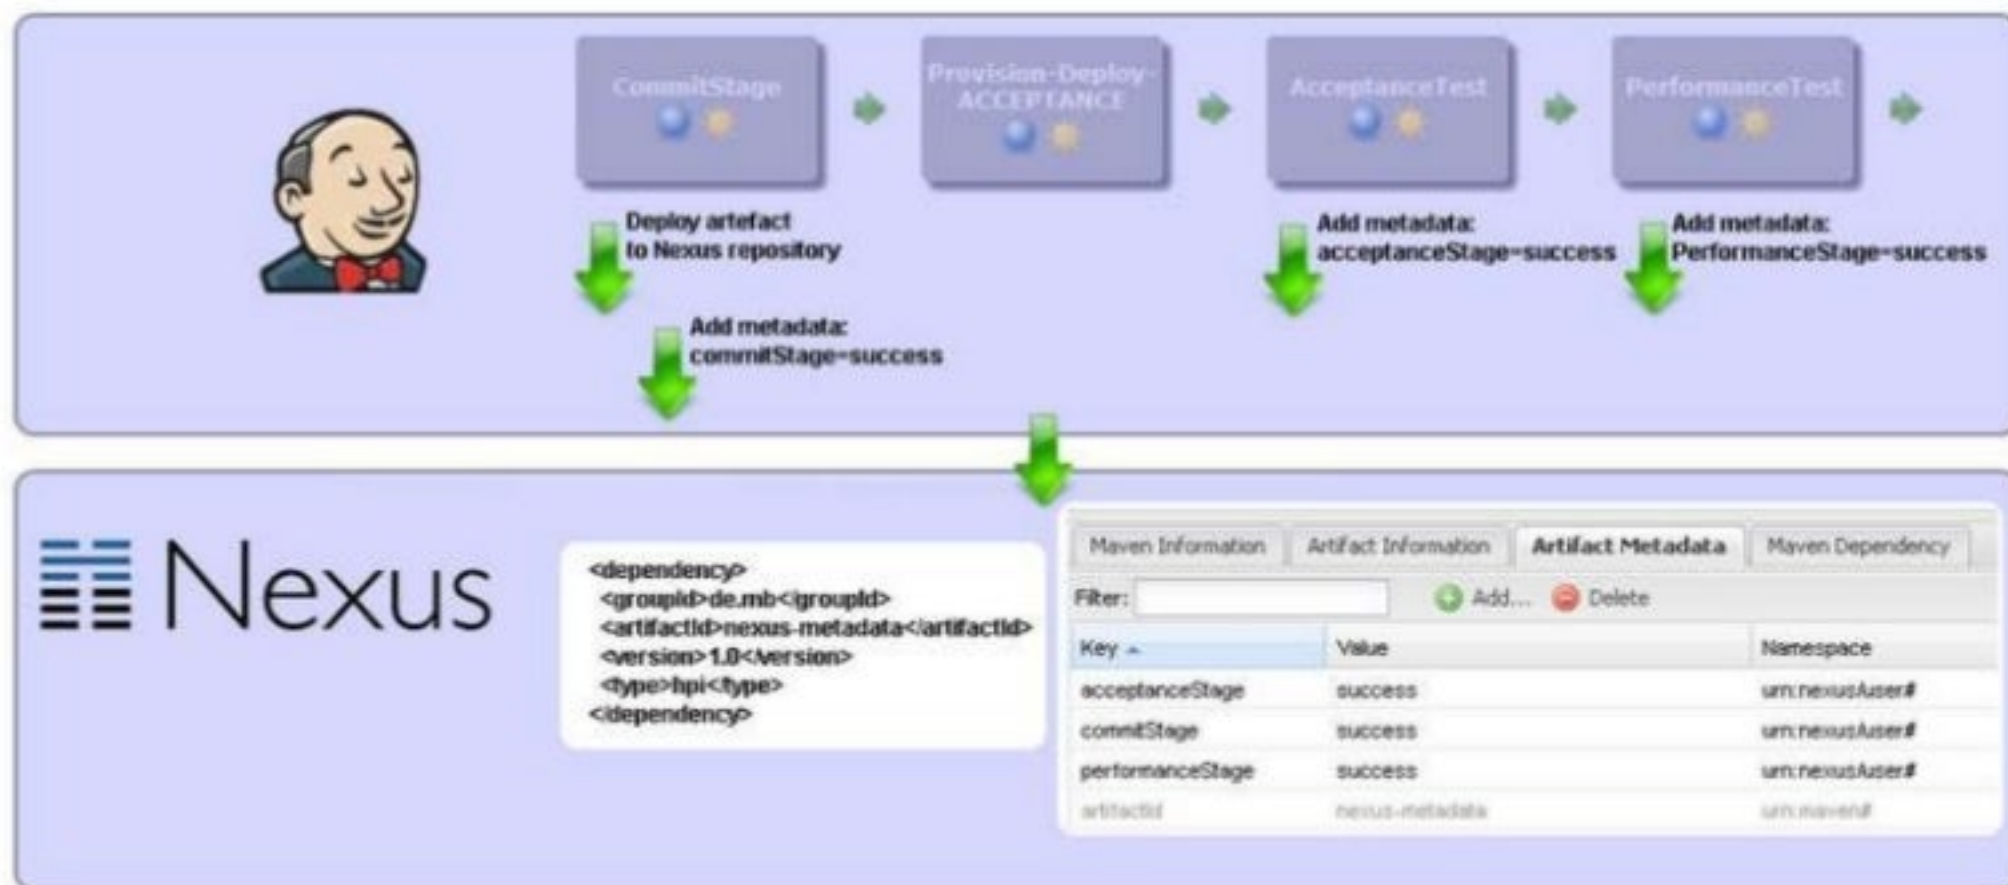 CommitStage
Provision-Deploy-
ACCEPTANCE
AcceptanceTest
PerformanceTest
Deploy artefact
to Nexus repository
Add metadata:
commitStage=success
Add metadata:
acceptanceStage=success
Add metadata:
PerformanceStage=success
Nexus
<dependency>
<groupId>de.mb</groupId>
<artifactId>nexus-metadata</artifactId>
<version>1.0</version>
<type>hpi</type>
</dependency>
Maven Information Artifact Information Artifact Metadata Maven Dependency
Filter: Add... Delete
Key Value Namespace
acceptanceStage success urn:nexus/user#
commitStage success urn:nexus/user#
performanceStage success urn:nexus/user#
artifactId nexus-metadata urn:maven#